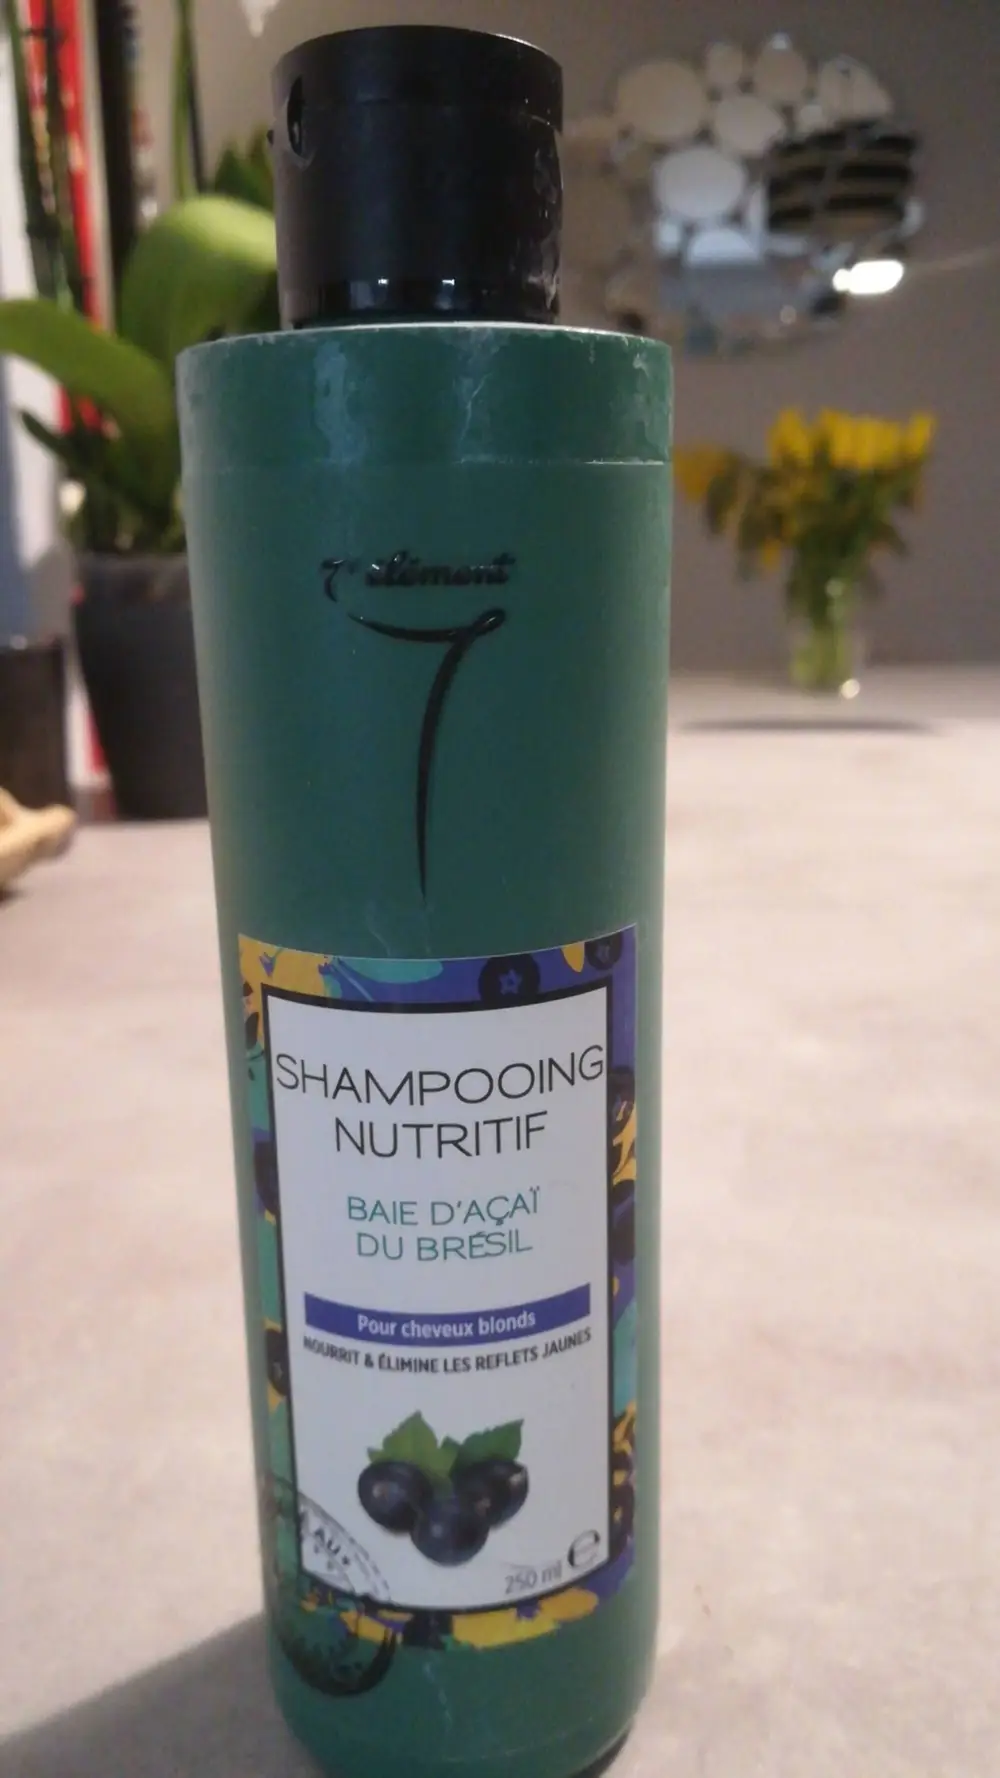 7e élément
7
SHAMPOOING
NUTRITIF
BAIE D'AÇAÏ
DU BRÉSIL
Pour cheveux blonds
NOURRIT & ÉLIMINE LES REFLETS JAUNES
AU
250 ml e